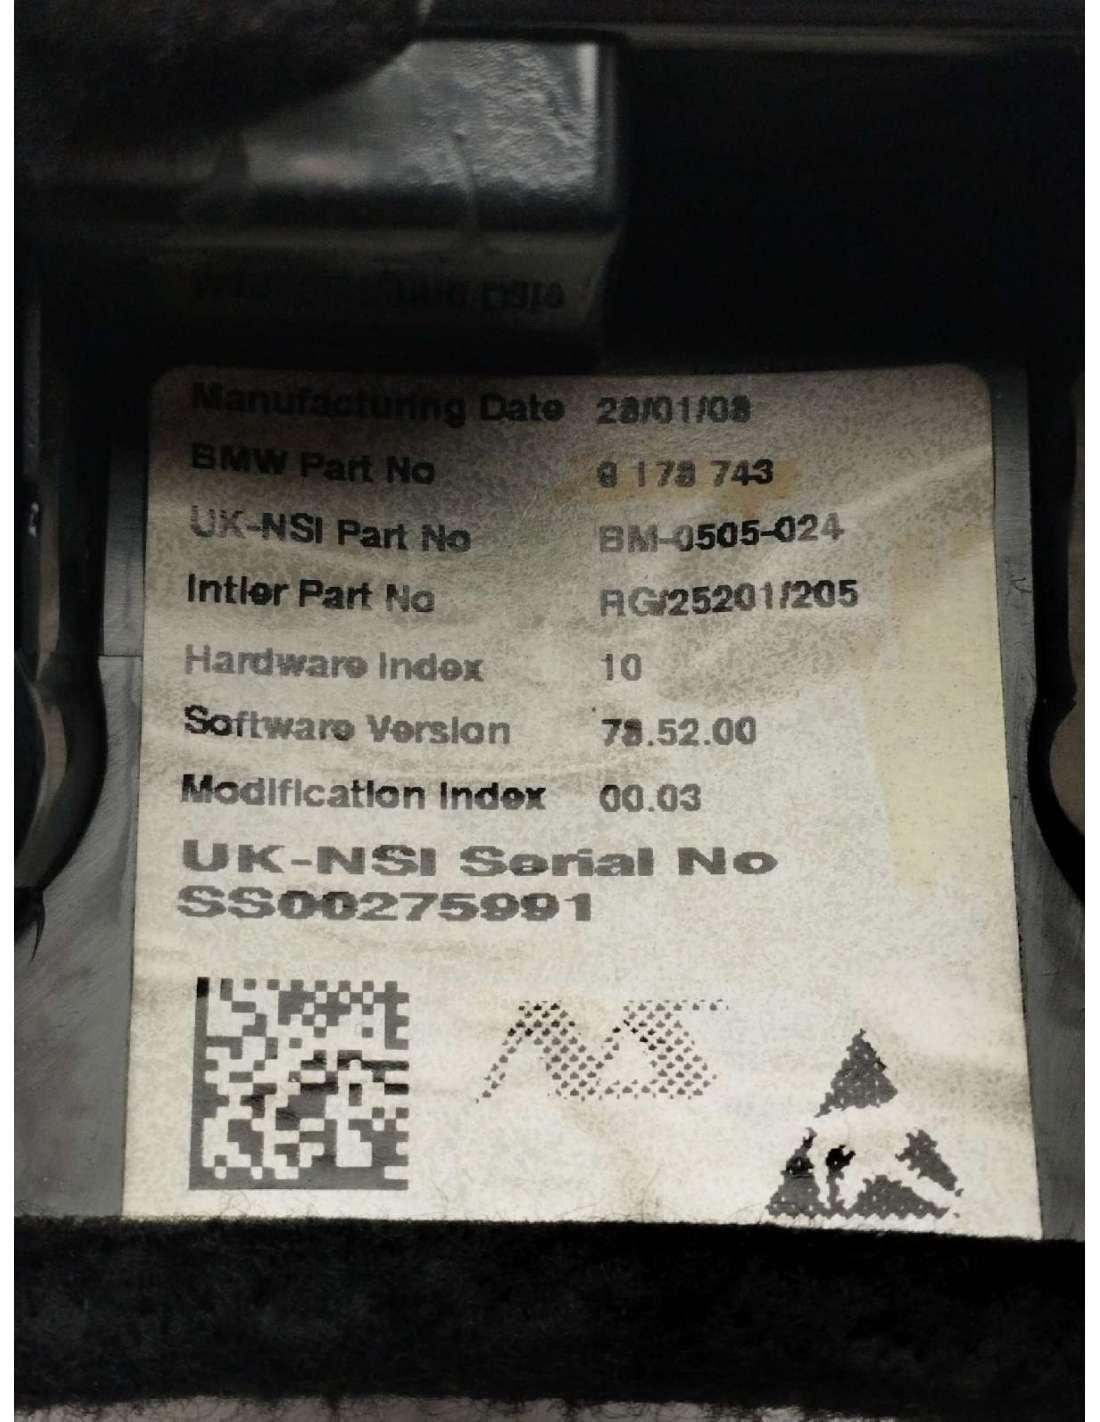 Manufacturing Date 28/01/08
BMW Part No 9 178 743
UK-NSI Part No BM-0505-024
Intier Part No RG/25201/205
Hardware Index 10
Software Version 78.52.00
Modification Index 00.03
UK-NSI Serial No
SS00275991